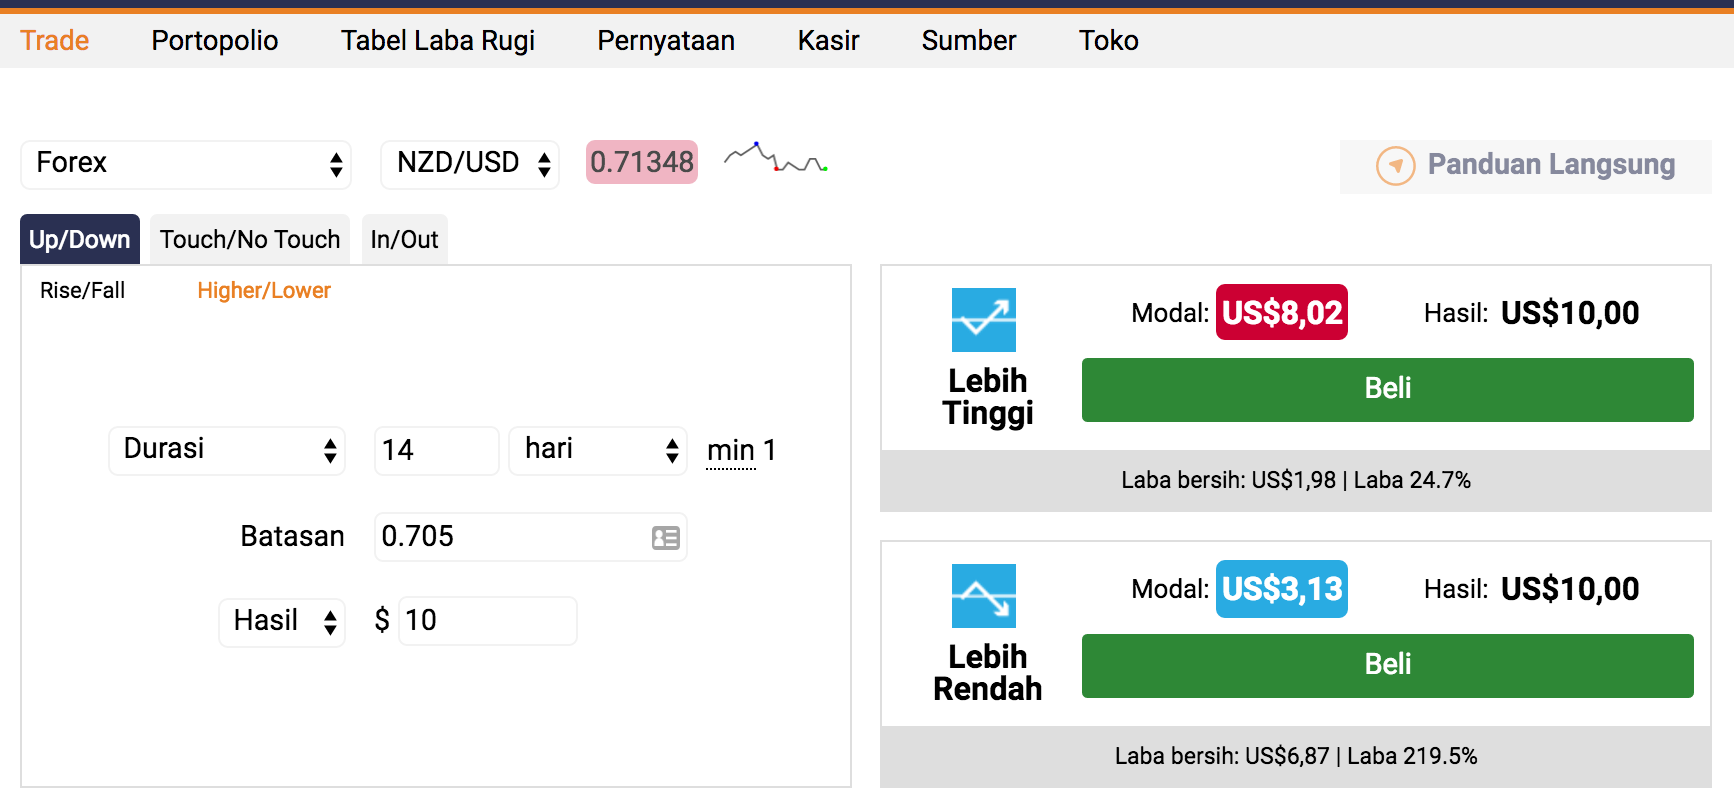 Trade Portopolio Tabel Laba Rugi Pernyataan Kasir Sumber Toko
Forex NZD/USD 0.71348 Panduan Langsung
Up/Down Touch/No Touch In/Out
Rise/Fall Higher/Lower
Durasi 14 hari min 1
Batasan 0.705
Hasil $ 10
Modal: US$8,02 Hasil: US$10,00
Lebih
Tinggi
Beli
Laba bersih: US$1,98 | Laba 24.7%
Modal: US$3,13 Hasil: US$10,00
Lebih
Rendah
Beli
Laba bersih: US$6,87 | Laba 219.5%